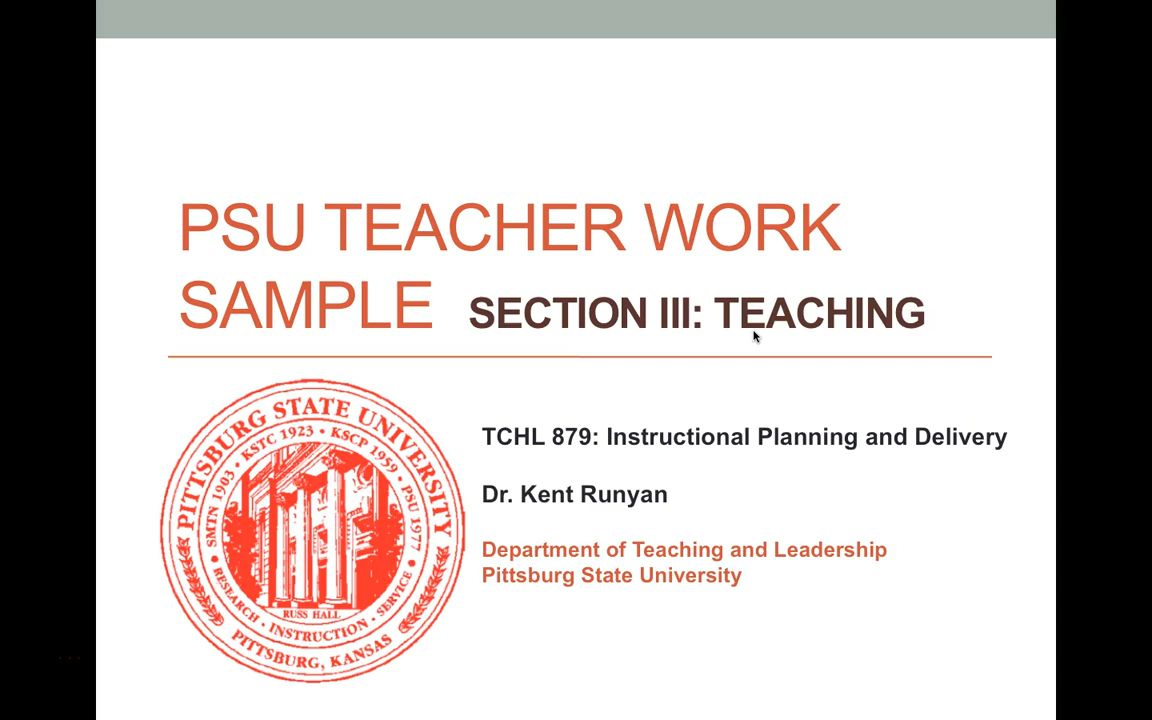 PSU TEACHER WORK
SAMPLE SECTION III: TEACHING
TCHL 879: Instructional Planning and Delivery
Dr. Kent Runyan
Department of Teaching and Leadership
Pittsburg State University
PITTSBURG STATE UNIVERSITY
SMTN 1903 • KSTC 1923 • KSCP 1959 • PSU 1977
RUSS HALL
• RESEARCH • INSTRUCTION • SERVICE •
PITTSBURG, KANSAS